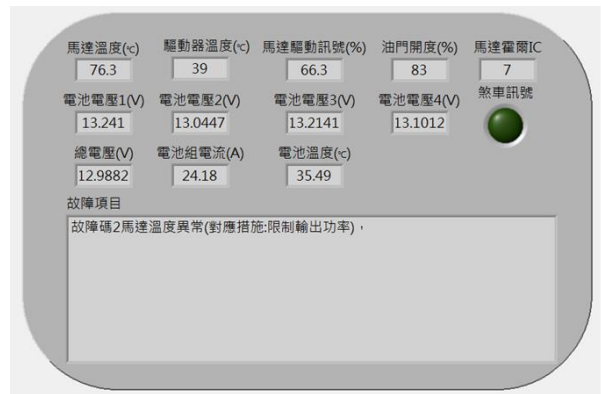 馬達溫度(℃) 驅動器溫度(℃) 馬達驅動訊號(%) 油門開度(%) 馬達霍爾IC
76.3 39 66.3 83 7
電池電壓1(V) 電池電壓2(V) 電池電壓3(V) 電池電壓4(V) 煞車訊號
13.241 13.0447 13.2141 13.1012
總電壓(V) 電池組電流(A) 電池溫度(℃)
12.9882 24.18 35.49
故障項目
故障碼2馬達溫度異常(對應措施:限制輸出功率)，